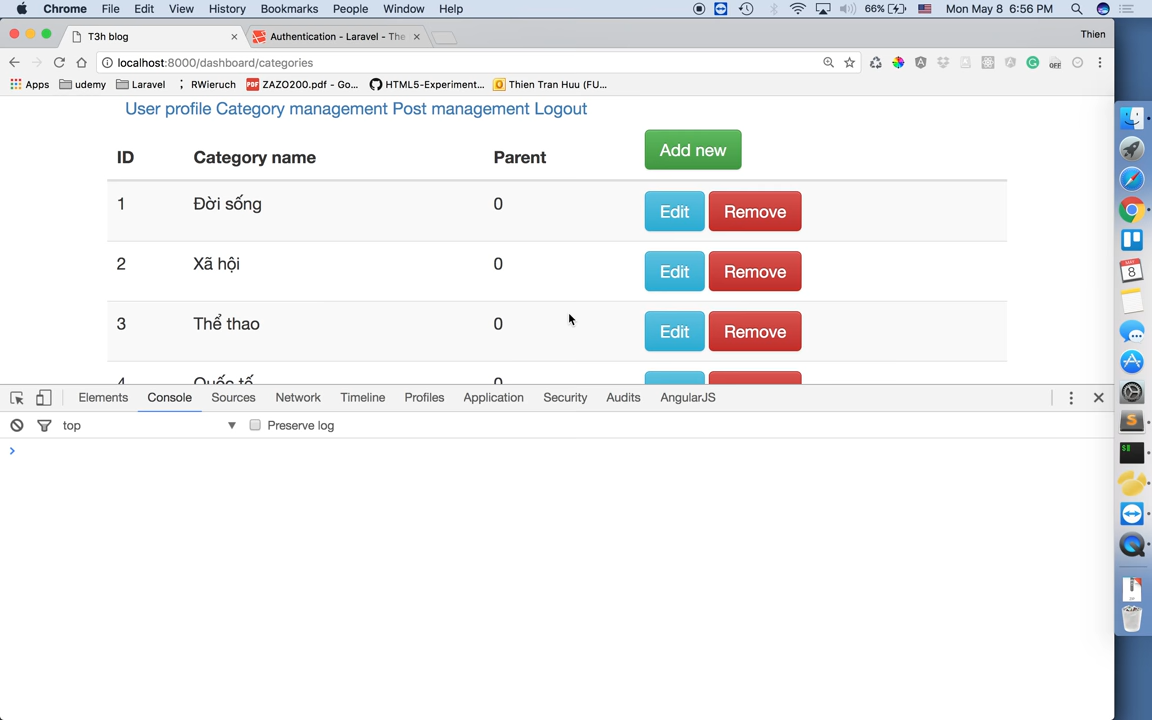 Chrome File Edit View History Bookmarks People Window Help 66% Mon May 8 6:56 PM
T3h blog Authentication - Laravel - The Thien
localhost:8000/dashboard/categories
Apps udemy Laravel RWieruch ZAZO200.pdf - Go... HTML5-Experiment... Thien Tran Huu (FU...
User profile Category management Post management Logout
ID Category name Parent Add new
1 Đời sống 0 Edit Remove
2 Xã hội 0 Edit Remove
3 Thể thao 0 Edit Remove
4 Quốc tế 0
Elements Console Sources Network Timeline Profiles Application Security Audits AngularJS
top Preserve log